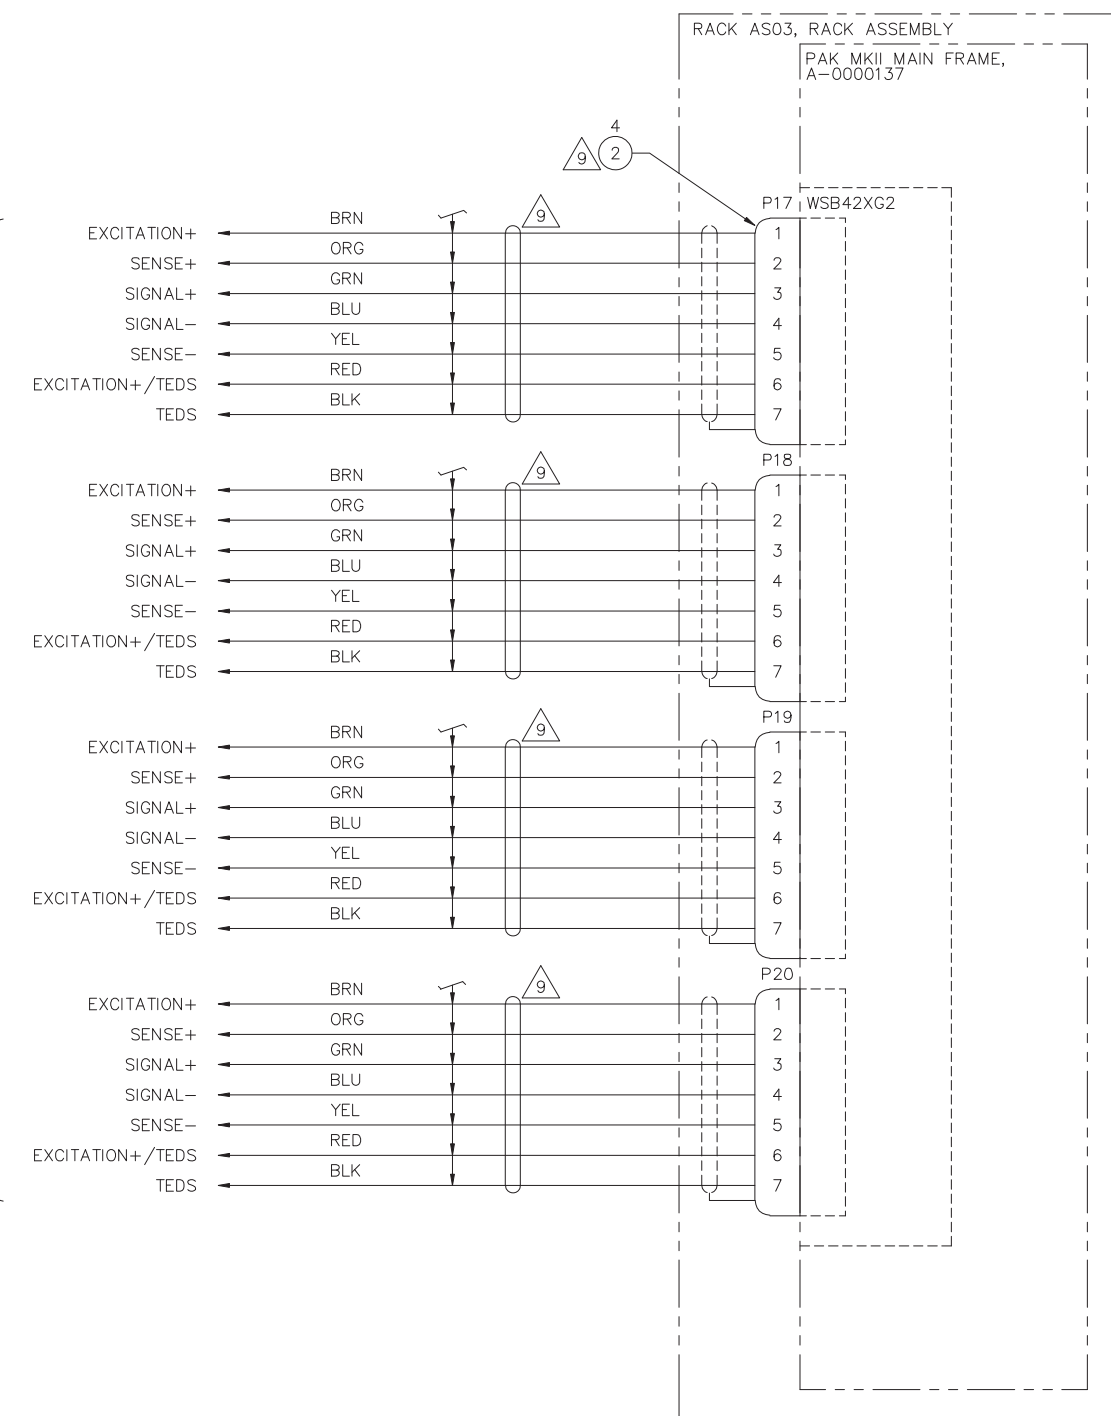 RACK AS03, RACK ASSEMBLY
PAK MKII MAIN FRAME,
A-0000137
4
9 2
P17 WSB42XG2
9
EXCITATION+ BRN 1
SENSE+ ORG 2
SIGNAL+ GRN 3
SIGNAL- BLU 4
SENSE- YEL 5
EXCITATION+/TEDS RED 6
TEDS BLK 7
P18
9
EXCITATION+ BRN 1
SENSE+ ORG 2
SIGNAL+ GRN 3
SIGNAL- BLU 4
SENSE- YEL 5
EXCITATION+/TEDS RED 6
TEDS BLK 7
P19
9
EXCITATION+ BRN 1
SENSE+ ORG 2
SIGNAL+ GRN 3
SIGNAL- BLU 4
SENSE- YEL 5
EXCITATION+/TEDS RED 6
TEDS BLK 7
P20
9
EXCITATION+ BRN 1
SENSE+ ORG 2
SIGNAL+ GRN 3
SIGNAL- BLU 4
SENSE- YEL 5
EXCITATION+/TEDS RED 6
TEDS BLK 7